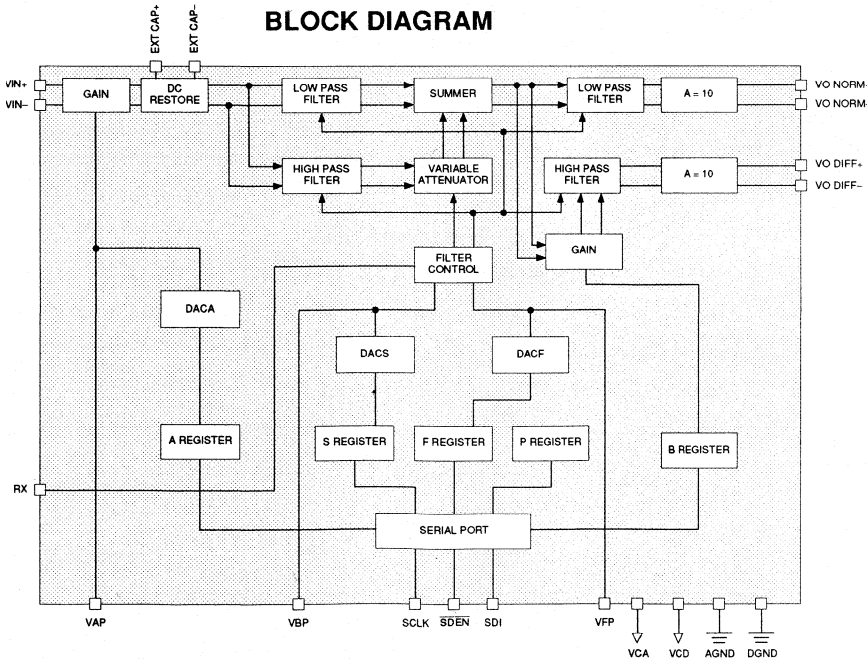 BLOCK DIAGRAM
EXT CAP+
EXT CAP–
VIN+
VIN–
GAIN
DC
RESTORE
LOW PASS
FILTER
SUMMER
LOW PASS
FILTER
A = 10
VO NORM+
VO NORM–
HIGH PASS
FILTER
VARIABLE
ATTENUATOR
HIGH PASS
FILTER
A = 10
VO DIFF+
VO DIFF–
FILTER
CONTROL
GAIN
DACA
DACS
DACF
A REGISTER
S REGISTER
F REGISTER
P REGISTER
B REGISTER
RX
SERIAL PORT
VAP
VBP
SCLK
SDEN
SDI
VFP
VCA
VCD
AGND
DGND